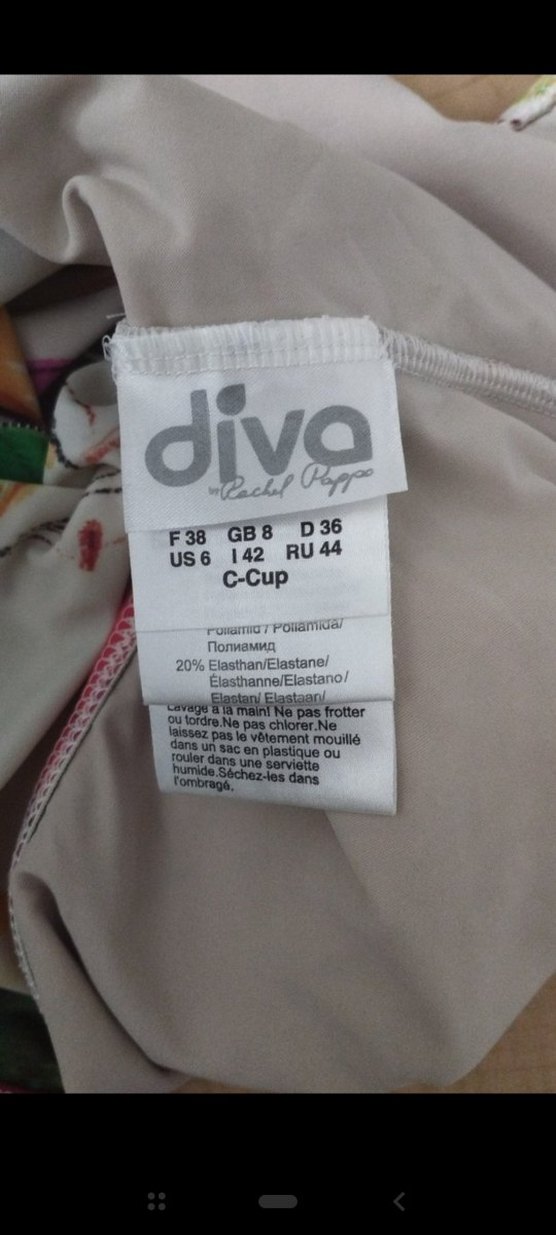 diva
by Rachel Pappo
F 38 GB 8 D 36
US 6 I 42 RU 44
C-Cup
Poliamid / Poliamida/
Полиамид
20% Elasthan/Elastane/
Élasthanne/Elastano/
Elastan/ Elastaan/
Lavage a la main! Ne pas frotter
ou tordre.Ne pas chlorer.Ne
laissez pas le vêtement mouillé
dans un sac en plastique ou
rouler dans une serviette
humide.Séchez-les dans
l'ombragé.